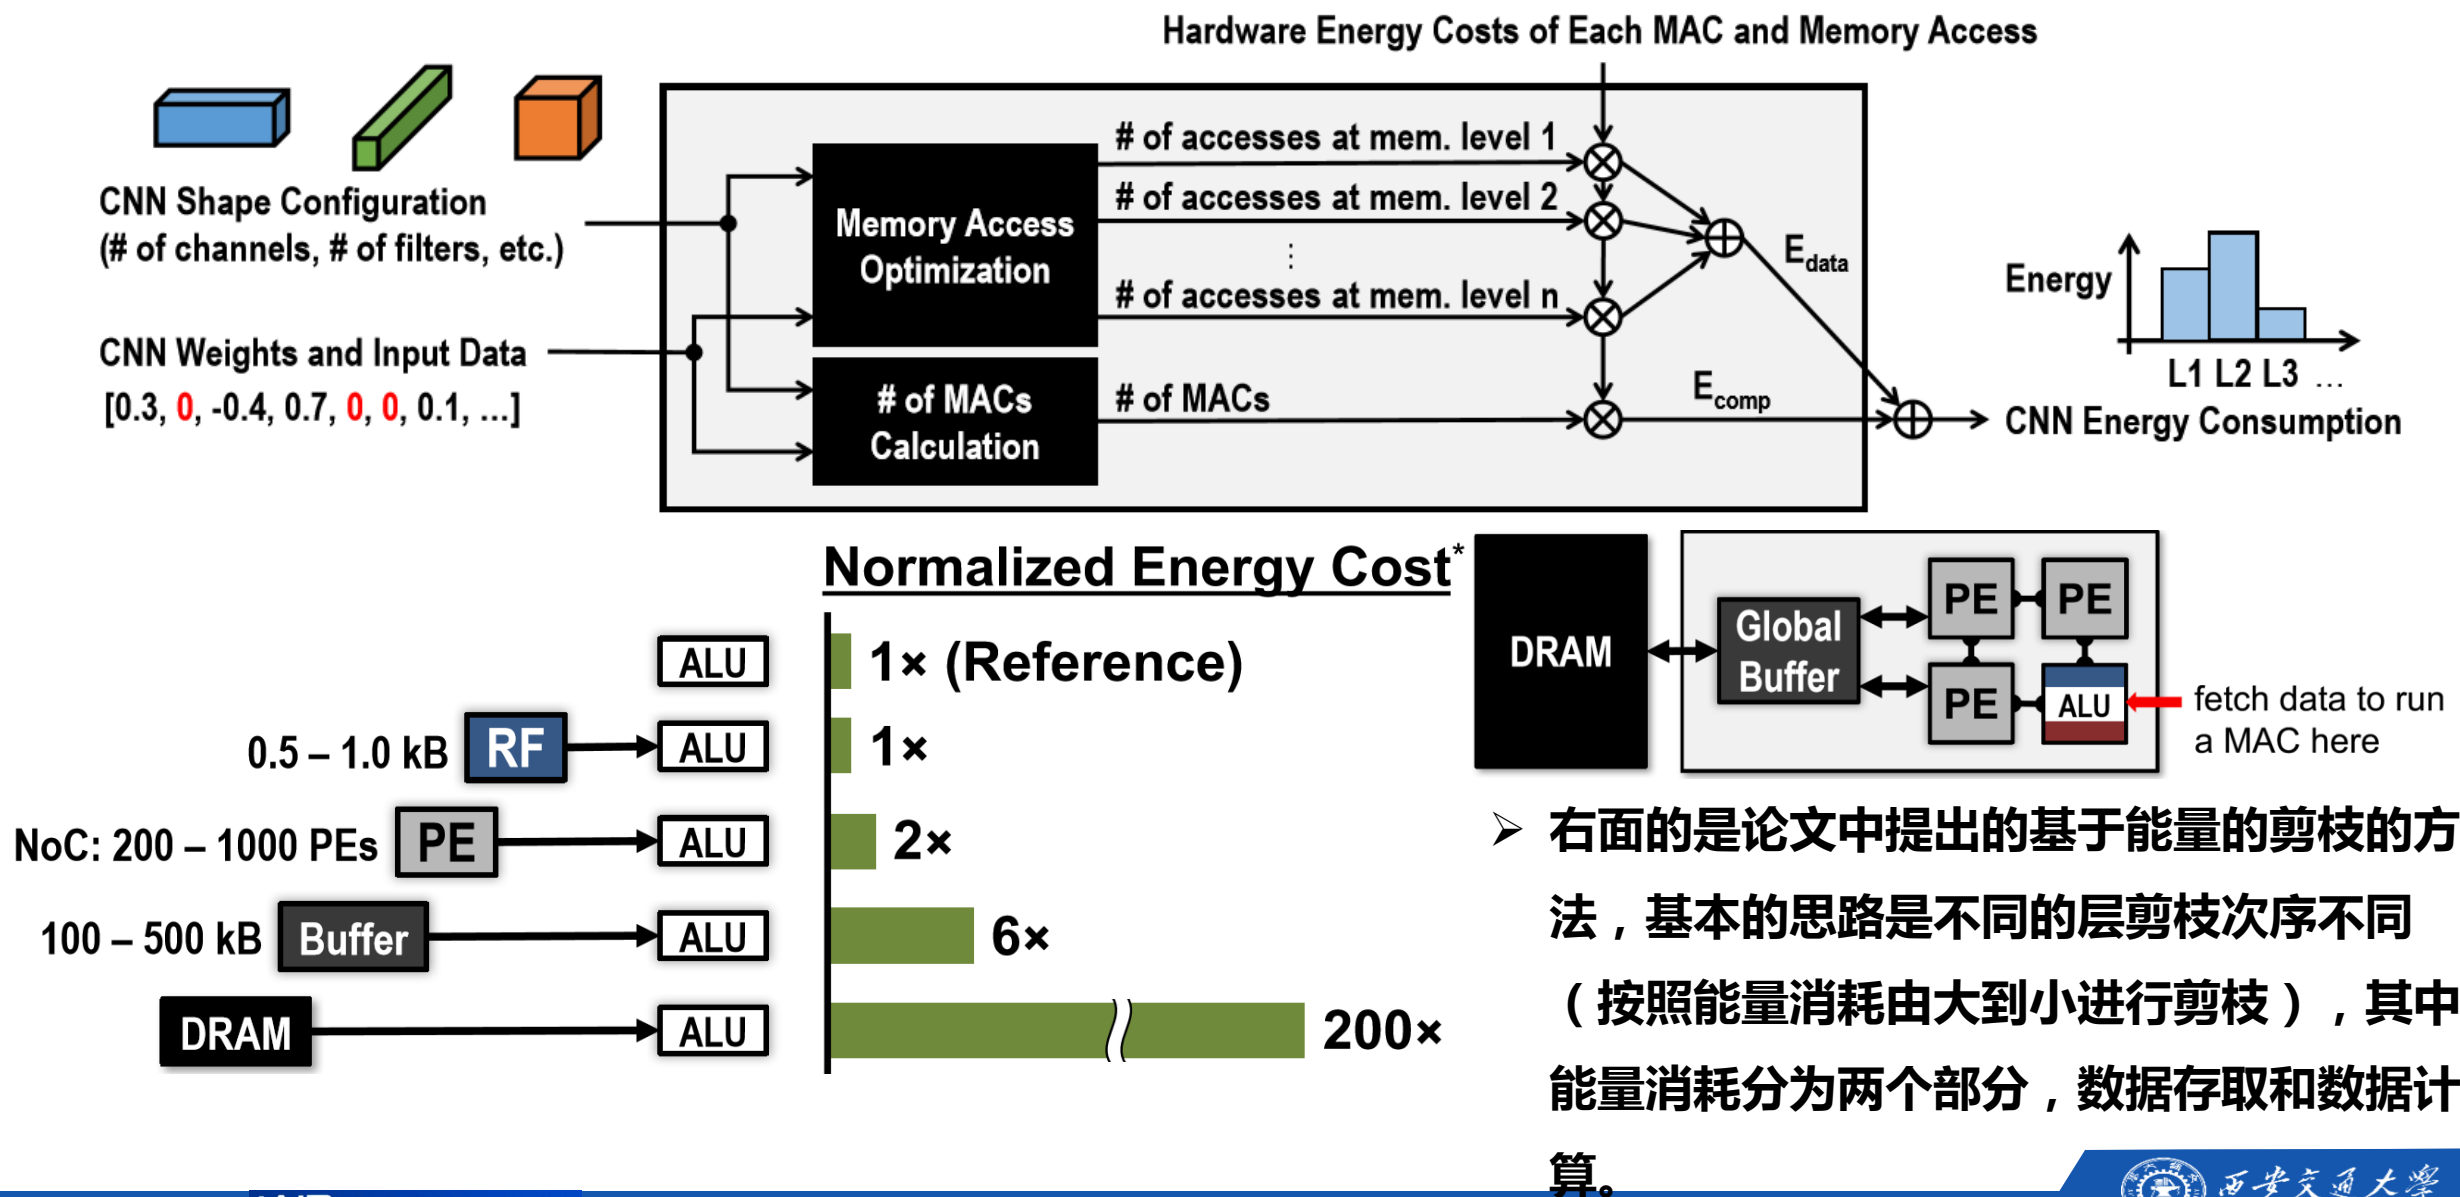 Hardware Energy Costs of Each MAC and Memory Access
CNN Shape Configuration
(# of channels, # of filters, etc.)
CNN Weights and Input Data
[0.3, 0, -0.4, 0.7, 0, 0, 0.1, ...]
Memory Access
Optimization
# of MACs
Calculation
# of accesses at mem. level 1
# of accesses at mem. level 2
⋮
# of accesses at mem. level n
# of MACs
Edata
Ecomp
Energy
L1 L2 L3 ...
CNN Energy Consumption
Normalized Energy Cost*
ALU 1× (Reference)
0.5 – 1.0 kB RF ALU 1×
NoC: 200 – 1000 PEs PE ALU 2×
100 – 500 kB Buffer ALU 6×
DRAM ALU 200×
DRAM
Global
Buffer
PE PE
PE ALU
fetch data to run
a MAC here
➢ 右面的是论文中提出的基于能量的剪枝的方
法，基本的思路是不同的层剪枝次序不同
（按照能量消耗由大到小进行剪枝），其中
能量消耗分为两个部分，数据存取和数据计
算。
西安交通大學